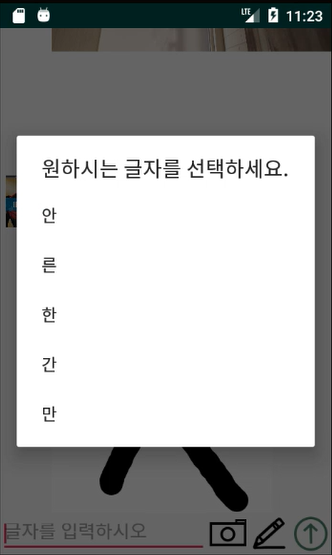 LTE 11:23
원하시는 글자를 선택하세요.
안
른
한
간
만
글자를 입력하시오